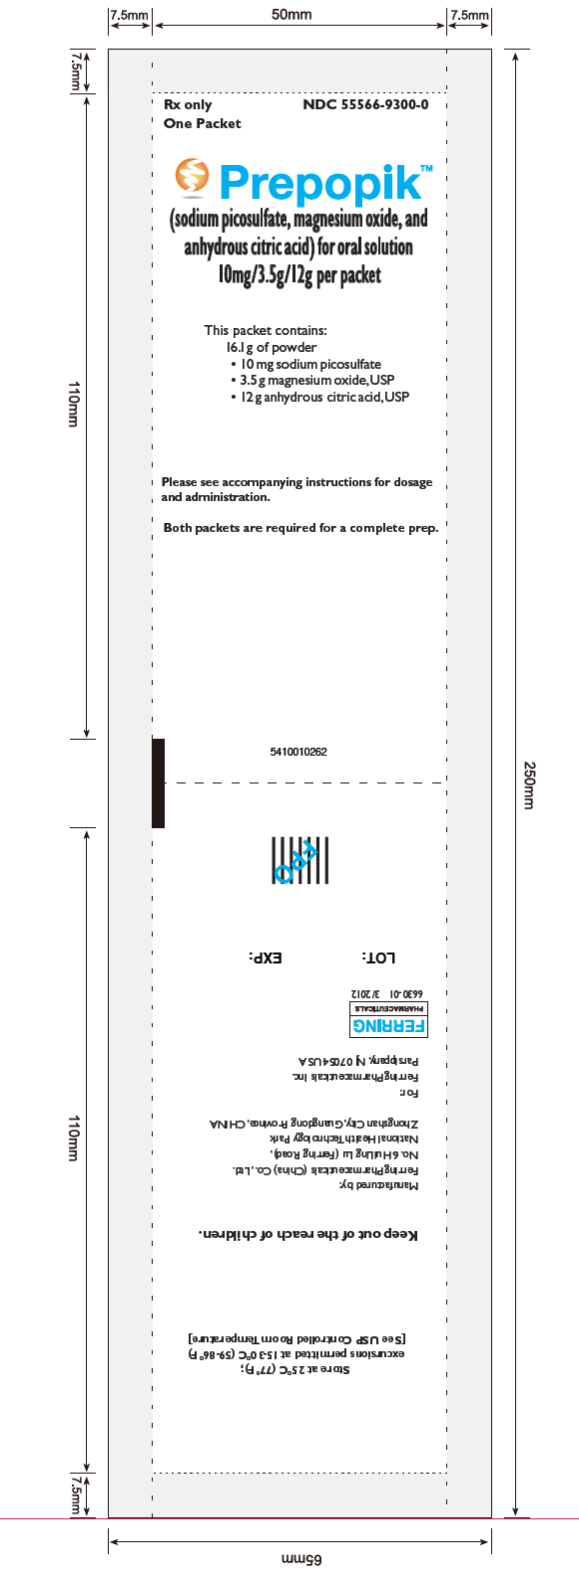 7.5mm 50mm 7.5mm
7.5mm
Rx only NDC 55566-9300-0
One Packet
Prepopik™
(sodium picosulfate, magnesium oxide, and
anhydrous citric acid) for oral solution
10mg/3.5g/12g per packet
This packet contains:
16.1g of powder
• 10 mg sodium picosulfate
• 3.5g magnesium oxide, USP
• 12g anhydrous citric acid, USP
110mm
Please see accompanying instructions for dosage
and administration.
Both packets are required for a complete prep.
5410010262
250mm
FPO
Store at 25°C (77°F);
excursions permitted at 15-30°C (59-86°F)
[See USP Controlled Room Temperature]
Keep out of the reach of children.
Manufactured by:
Ferring Pharmaceuticals (China) Co., Ltd.
No. 6 HuiLing Lu (Ferring Road),
National Health Technology Park
Zhongshan City, Guangdong Province, CHINA
For:
Ferring Pharmaceuticals Inc.
Parsippany, NJ 07054 USA
FERRING
PHARMACEUTICALS
6630-01 3/2012
LOT: EXP:
110mm
7.5mm
65mm